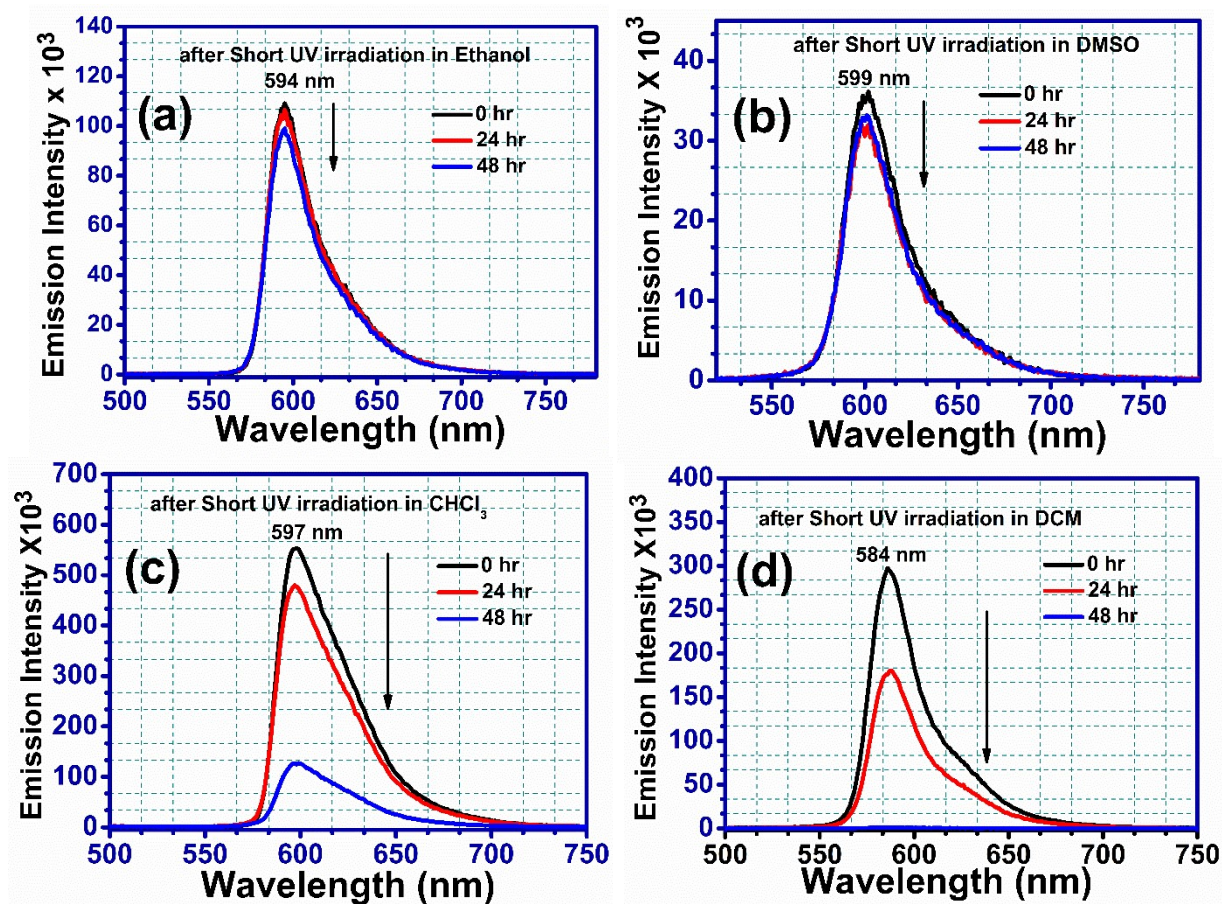 after Short UV irradiation in Ethanol
594 nm
(a)
0 hr
24 hr
48 hr
Emission Intensity x 10³
140
120
100
80
60
40
20
0
500 550 600 650 700 750
Wavelength (nm)
after Short UV irradiation in DMSO
599 nm
(b)
0 hr
24 hr
48 hr
Emission Intensity X 10³
40
30
20
10
0
550 600 650 700 750
Wavelength (nm)
after Short UV irradiation in CHCl₃
597 nm
(c)
0 hr
24 hr
48 hr
Emission Intensity X10³
700
600
500
400
300
200
100
0
500 550 600 650 700 750
Wavelength (nm)
after Short UV irradiation in DCM
584 nm
(d)
0 hr
24 hr
48 hr
Emission Intensity X10³
400
350
300
250
200
150
100
50
0
500 550 600 650 700 750
Wavelength (nm)